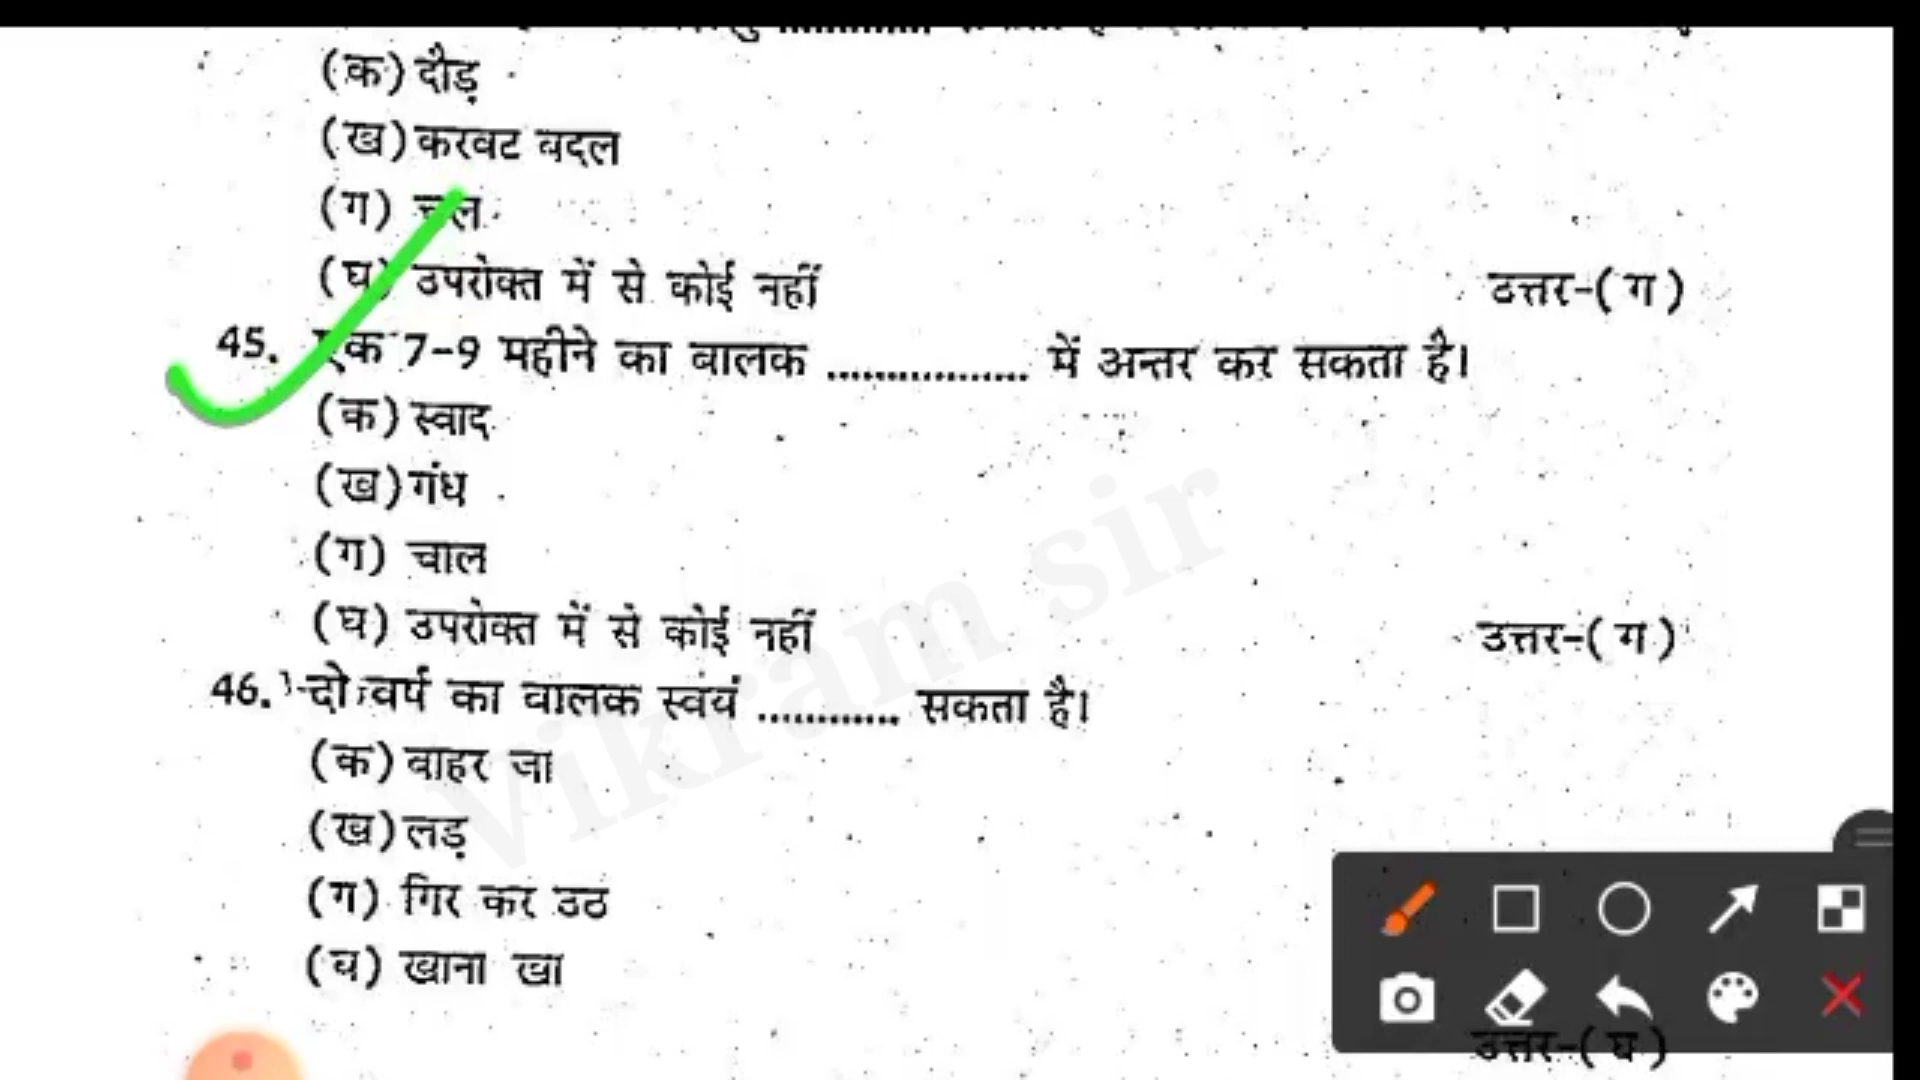 (क) दौड़
(ख) करवट बदल
(ग) चल
(घ) उपरोक्त में से कोई नहीं
उत्तर-(ग)
45. एक 7-9 महीने का बालक ................. में अन्तर कर सकता है।
(क) स्वाद
(ख) गंध
(ग) चाल
(घ) उपरोक्त में से कोई नहीं
उत्तर-(ग)
46. दो वर्ष का बालक स्वयं ............ सकता है।
(क) बाहर जा
(ख) लड़
(ग) गिर कर उठ
(घ) खाना खा
उत्तर-(घ)
Vikram sir